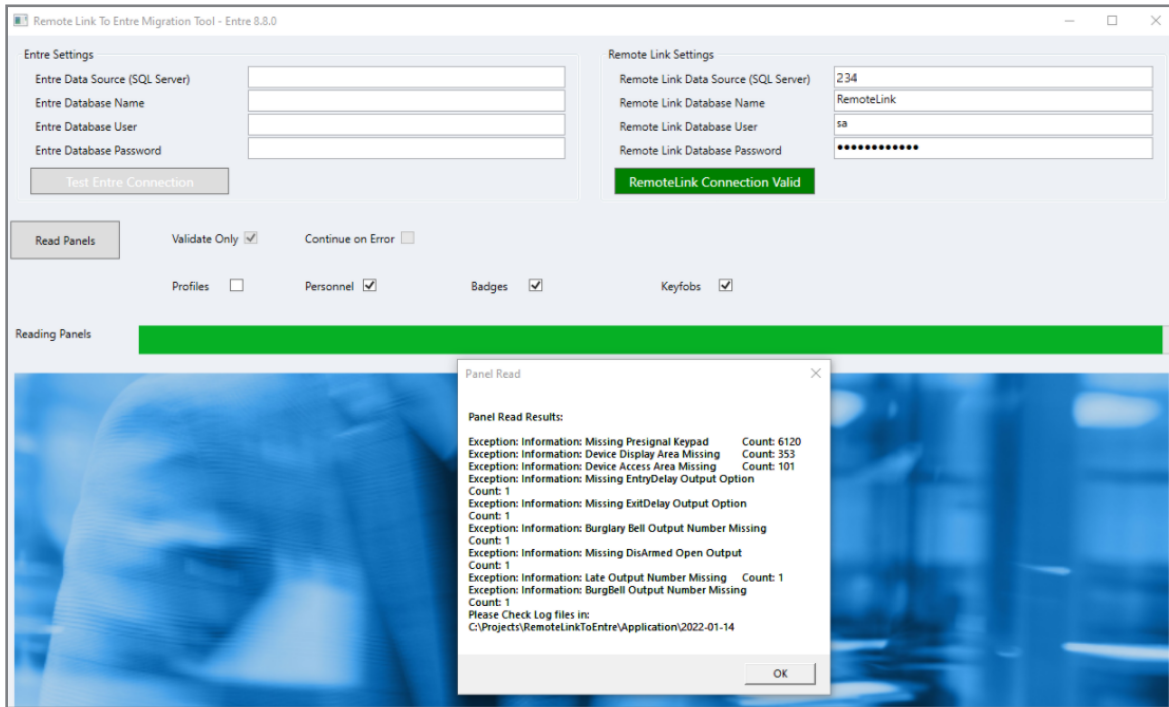 Remote Link To Entre Migration Tool - Entre 8.8.0
Entre Settings
Entre Data Source (SQL Server)
Entre Database Name
Entre Database User
Entre Database Password
Test Entre Connection
Remote Link Settings
Remote Link Data Source (SQL Server) 234
Remote Link Database Name RemoteLink
Remote Link Database User sa
Remote Link Database Password ••••••••••••
RemoteLink Connection Valid
Read Panels Validate Only Continue on Error
Profiles Personnel Badges Keyfobs
Reading Panels
Panel Read
Panel Read Results:
Exception: Information: Missing Presignal Keypad Count: 6120
Exception: Information: Device Display Area Missing Count: 353
Exception: Information: Device Access Area Missing Count: 101
Exception: Information: Missing EntryDelay Output Option
Count: 1
Exception: Information: Missing ExitDelay Output Option
Count: 1
Exception: Information: Burglary Bell Output Number Missing
Count: 1
Exception: Information: Missing DisArmed Open Output
Count: 1
Exception: Information: Late Output Number Missing Count: 1
Exception: Information: BurgBell Output Number Missing
Count: 1
Please Check Log files in:
C:\Projects\RemoteLinkToEntre\Application\2022-01-14
OK